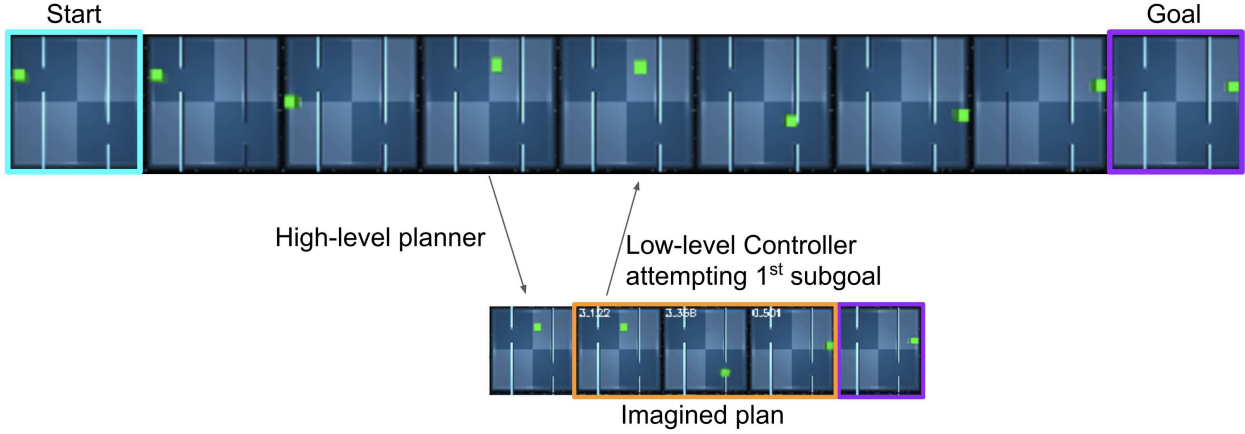 Start
Goal
High-level planner
Low-level Controller
attempting 1st subgoal
3.122
3.358
0.501
Imagined plan